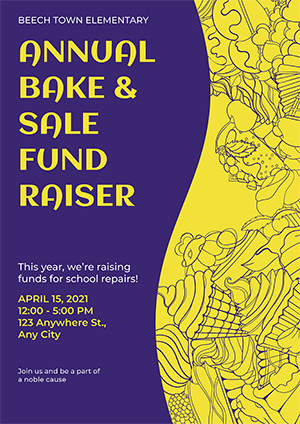 BEECH TOWN ELEMENTARY
ANNUAL
BAKE &
SALE
FUND
RAISER
This year, we're raising
funds for school repairs!
APRIL 15, 2021
12:00 - 5:00 PM
123 Anywhere St.,
Any City
Join us and be a part of
a noble cause